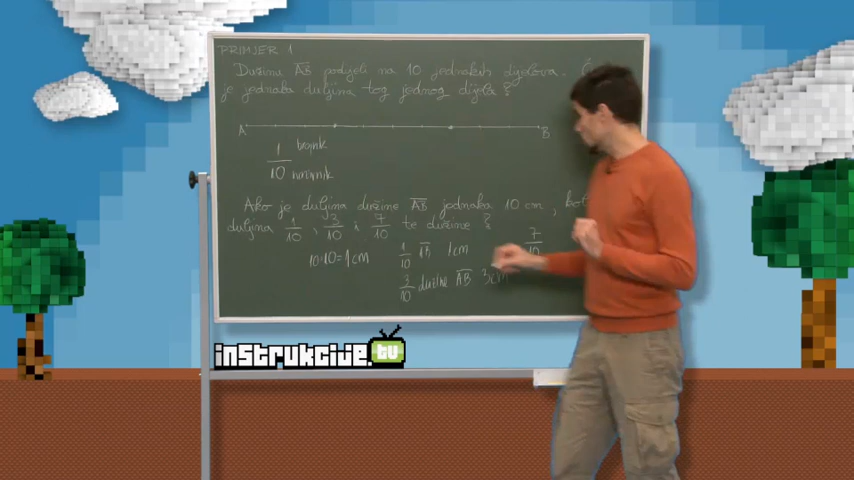 PRIMJER 1
Dužinu AB podijeli na 10 jednakih dijelova.
je jednaka duljina tog jednog dijela?
A B
1 brojnik
10 nazivnik
Ako je duljina dužine AB jednaka 10 cm,
duljina 1/10, 3/10 i 7/10 te dužine?
10:10=1cm 1/10 AB 1cm 7/10
3/10 dužine AB 3cm
instrukcije.tv